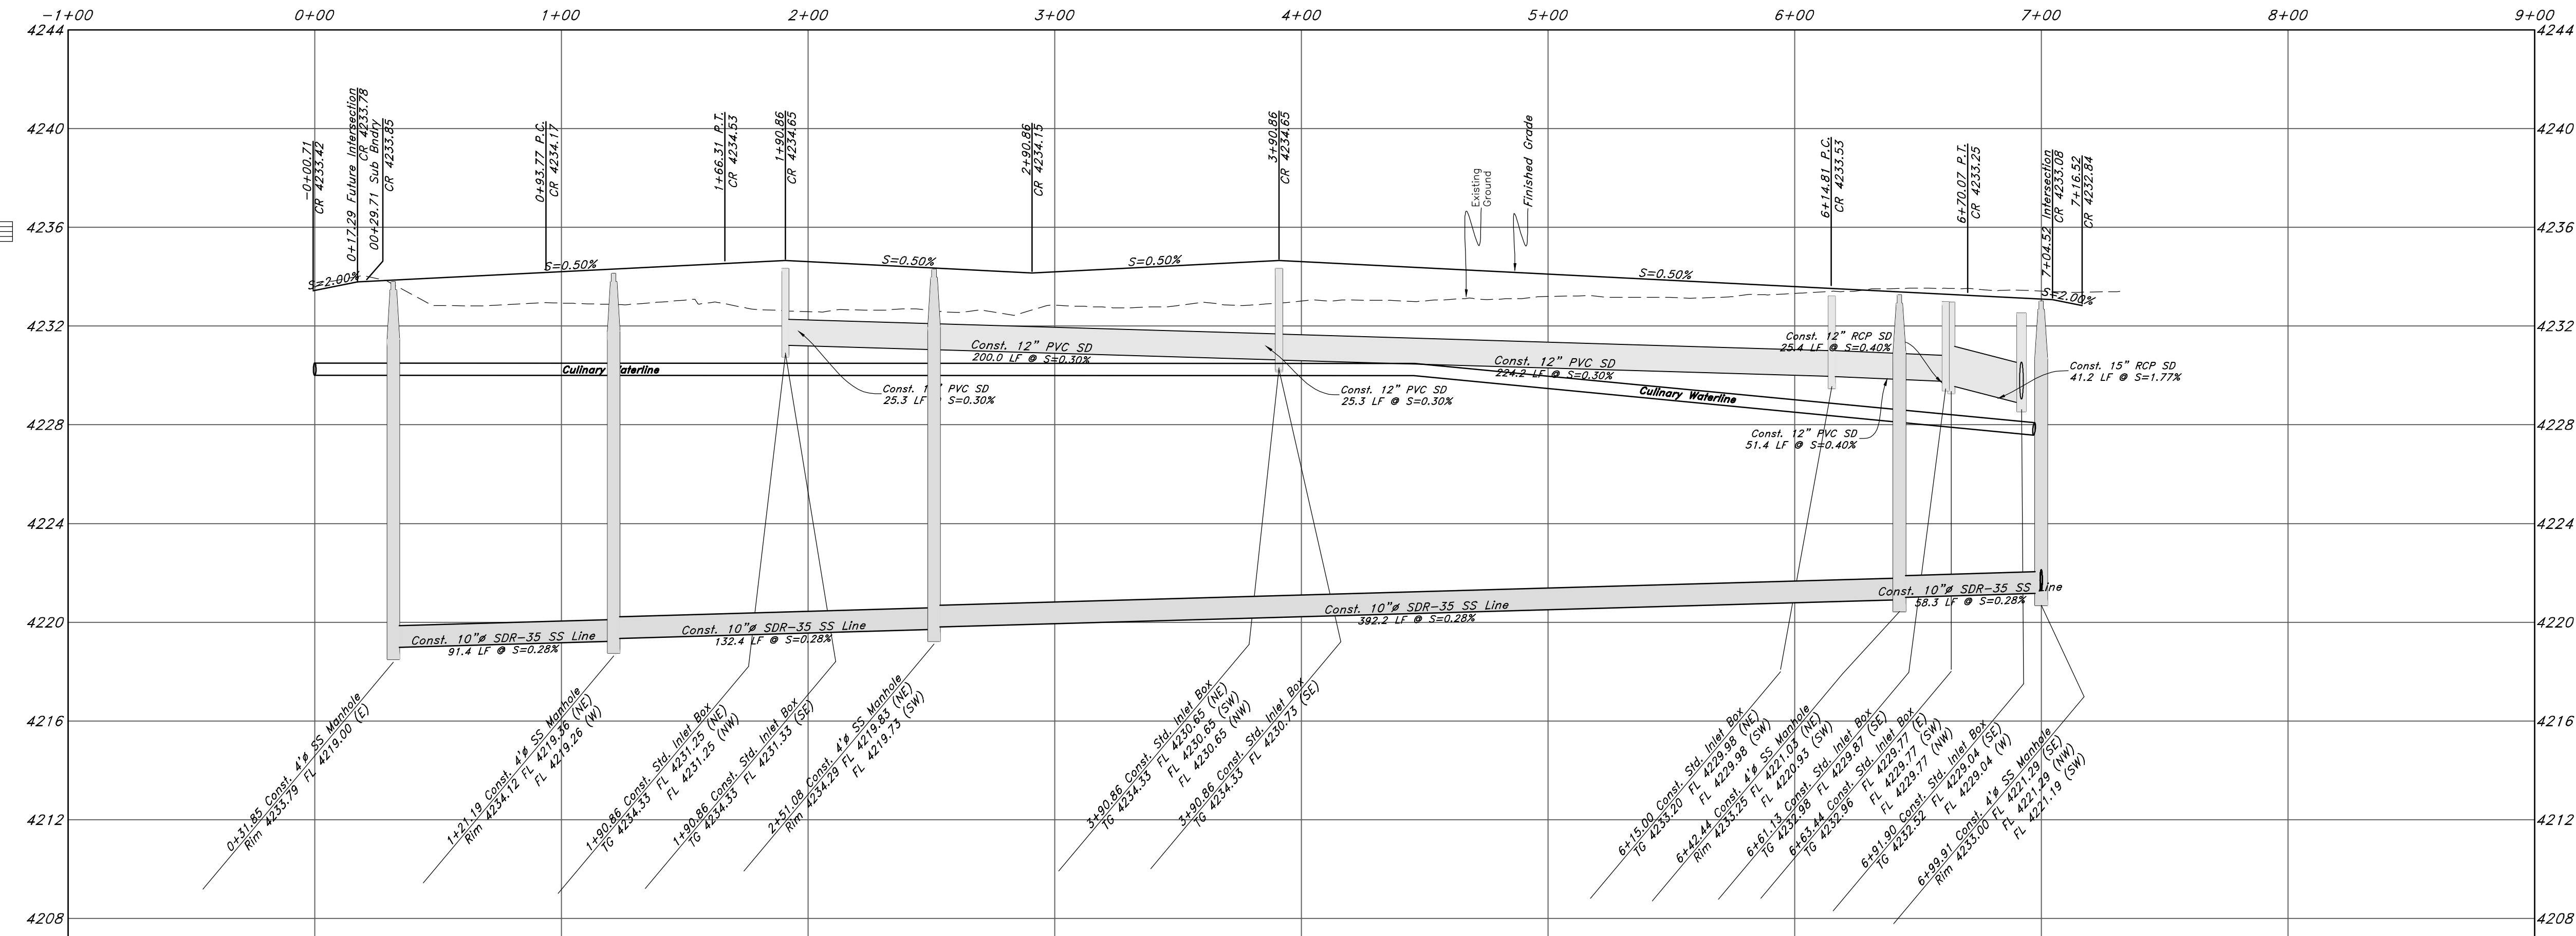 -1+00 0+00 1+00 2+00 3+00 4+00 5+00 6+00 7+00 8+00 9+00
4244 4244
4240 4240
4236 4236
4232 4232
4228 4228
4224
4220 4220
4216 4216
4212 4212
4208 4208
-0+00.71
CR 4233.42
0+17.29 Future Intersection
CR 4233.78
00+29.71 Sub Bndry
CR 4233.85
0+93.77 P.C.
CR 4234.17
1+66.31 P.T.
CR 4234.53
1+90.86
CR 4234.65
2+90.86
CR 4234.15
3+90.86
CR 4234.65
Existing
Ground
Finished Grade
6+14.81 P.C.
CR 4233.53
6+70.07 P.T.
CR 4233.25
7+04.52 Intersection
CR 4233.08
7+16.52
CR 4232.84
S=2.00%
S=0.50%
S=0.50%
S=0.50%
S=0.50%
S=2.00%
Const. 12" PVC SD
200.0 LF @ S=0.30%
Const. 12" PVC SD
224.2 LF @ S=0.30%
Const. 12" RCP SD
25.4 LF @ S=0.40%
Const. 15" RCP SD
41.2 LF @ S=1.77%
Culinary Waterline
Const. 1 " PVC SD
25.3 LF S=0.30%
Const. 12" PVC SD
25.3 LF @ S=0.30%
Culinary Waterline
Const. 12" PVC SD
51.4 LF @ S=0.40%
Const. 10"ø SDR-35 SS Line
91.4 LF @ S=0.28%
Const. 10"ø SDR-35 SS Line
132.4 LF @ S=0.28%
Const. 10"ø SDR-35 SS Line
392.2 LF @ S=0.28%
Const. 10"ø SDR-35 SS Line
58.3 LF @ S=0.28%
0+31.85 Const. 4'ø SS Manhole
Rim 4233.79 FL 4219.00 (E)
1+21.19 Const. 4'ø SS Manhole
Rim 4234.12 FL 4219.36 (NE)
FL 4219.26 (W)
1+90.86 Const. Std. Inlet Box
TG 4234.33 FL 4231.25 (NE)
FL 4231.25 (NW)
1+90.86 Const. Std. Inlet Box
TG 4234.33 FL 4231.33 (SE)
2+51.08 Const. 4'ø SS Manhole
Rim 4234.29 FL 4219.83 (NE)
FL 4219.73 (SW)
3+90.86 Const. Std. Inlet Box
TG 4234.33 FL 4230.65 (NE)
FL 4230.65 (SW)
FL 4230.65 (NW)
3+90.86 Const. Std. Inlet Box
TG 4234.33 FL 4230.73 (SE)
6+15.00 Const. Std. Inlet Box
TG 4233.20 FL 4229.98 (NE)
FL 4229.98 (SW)
6+42.44 Const. 4'ø SS Manhole
Rim 4233.25 FL 4221.03 (NE)
FL 4220.93 (SW)
6+61.13 Const. Std. Inlet Box
TG 4232.98 FL 4229.87 (SE)
6+63.44 Const. Std. Inlet Box
TG 4232.96 FL 4229.77 (E)
FL 4229.77 (SW)
FL 4229.77 (NW)
6+91.90 Const. Std. Inlet Box
TG 4232.52 FL 4229.04 (SE)
FL 4229.04 (W)
6+99.91 Const. 4'ø SS Manhole
Rim 4233.00 FL 4221.29 (SE)
FL 4221.29 (NW)
FL 4221.19 (SW)